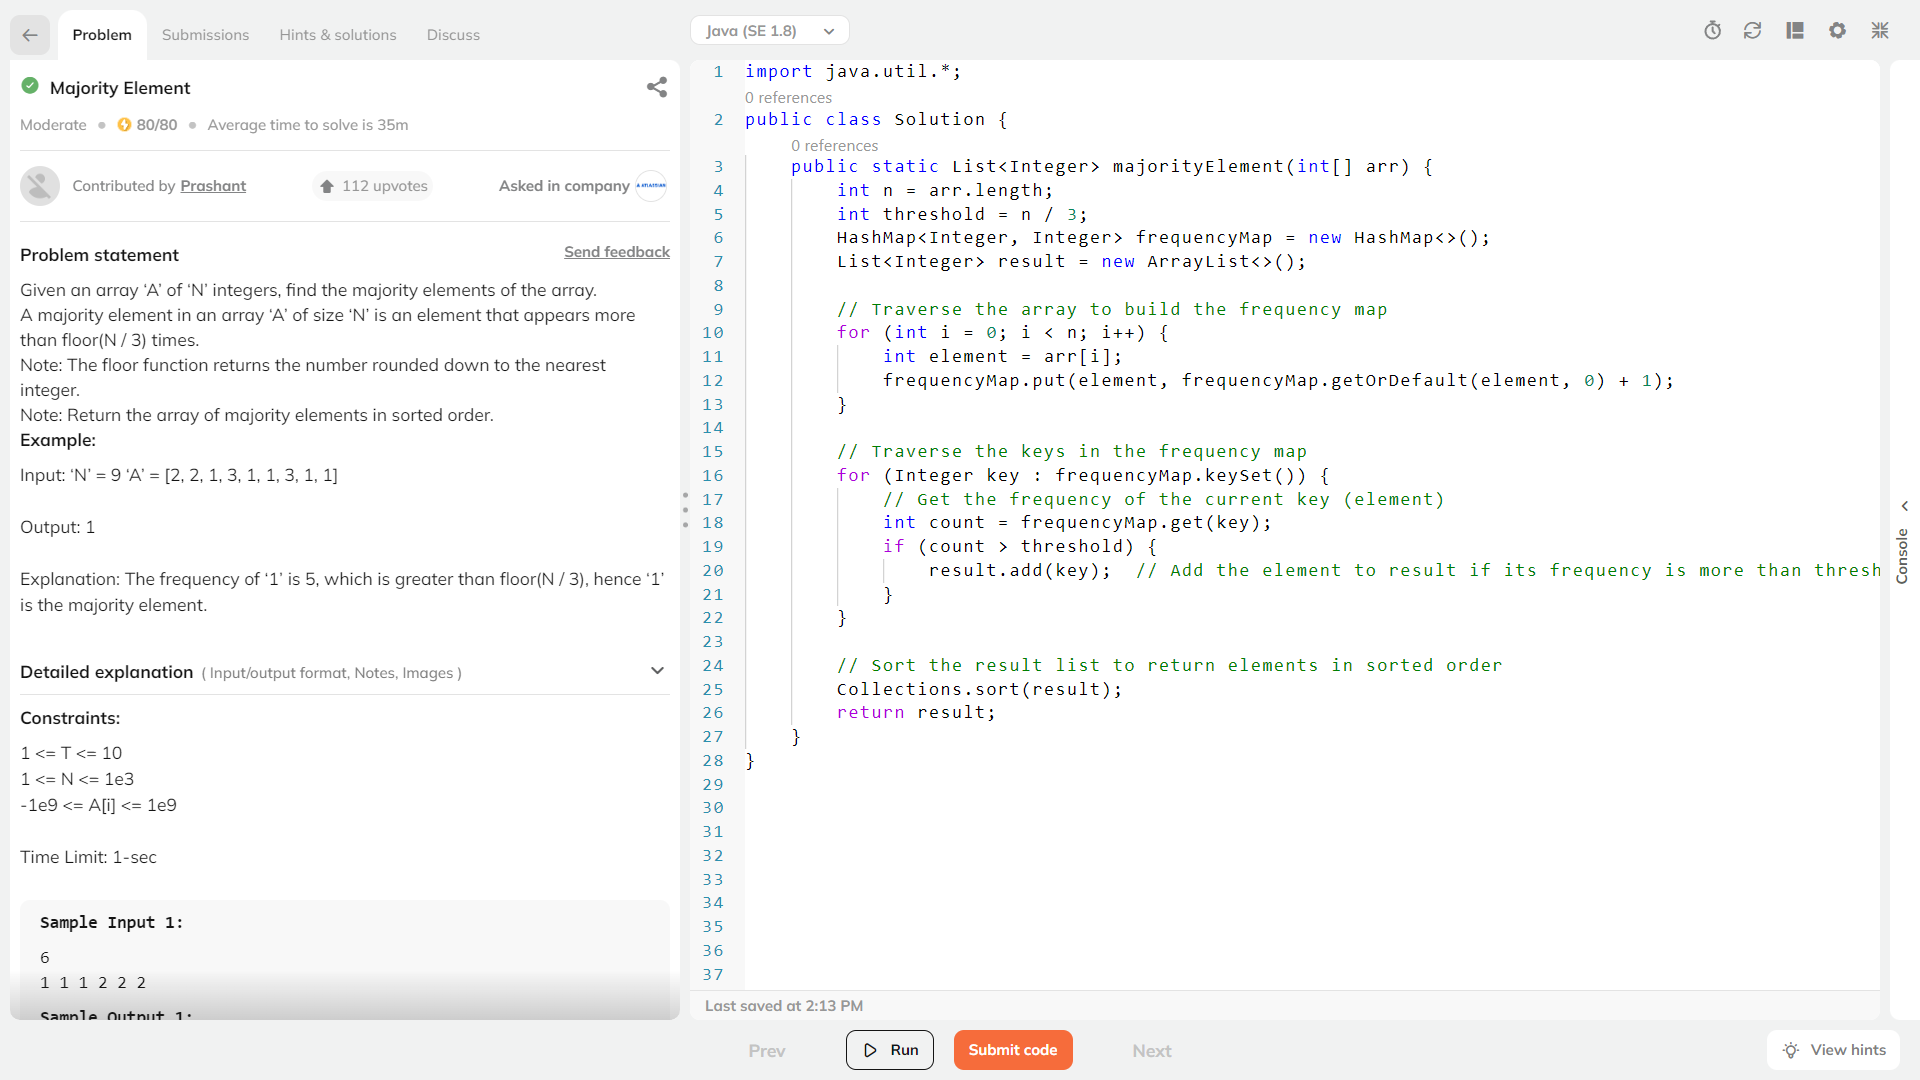 Problem
Submissions
Hints & solutions
Discuss
Java (SE 1.8)
Majority Element
Moderate
80/80
Average time to solve is 35m
Contributed by Prashant
112 upvotes
Asked in company
ATLASSIAN
Problem statement
Send feedback
Given an array ‘A’ of ‘N’ integers, find the majority elements of the array.
A majority element in an array ‘A’ of size ‘N’ is an element that appears more
than floor(N / 3) times.
Note: The floor function returns the number rounded down to the nearest
integer.
Note: Return the array of majority elements in sorted order.
Example:
Input: ‘N’ = 9 ‘A’ = [2, 2, 1, 3, 1, 1, 3, 1, 1]
Output: 1
Explanation: The frequency of ‘1’ is 5, which is greater than floor(N / 3), hence ‘1’
is the majority element.
Detailed explanation ( Input/output format, Notes, Images )
Constraints:
1 <= T <= 10
1 <= N <= 1e3
-1e9 <= A[i] <= 1e9
Time Limit: 1-sec
Sample Input 1:
6
1 1 1 2 2 2
Sample Output 1:
1 import java.util.*;
0 references
2 public class Solution {
0 references
3 public static List<Integer> majorityElement(int[] arr) {
4 int n = arr.length;
5 int threshold = n / 3;
6 HashMap<Integer, Integer> frequencyMap = new HashMap<>();
7 List<Integer> result = new ArrayList<>();
8
9 // Traverse the array to build the frequency map
10 for (int i = 0; i < n; i++) {
11 int element = arr[i];
12 frequencyMap.put(element, frequencyMap.getOrDefault(element, 0) + 1);
13 }
14
15 // Traverse the keys in the frequency map
16 for (Integer key : frequencyMap.keySet()) {
17 // Get the frequency of the current key (element)
18 int count = frequencyMap.get(key);
19 if (count > threshold) {
20 result.add(key); // Add the element to result if its frequency is more than thresh
21 }
22 }
23
24 // Sort the result list to return elements in sorted order
25 Collections.sort(result);
26 return result;
27 }
28 }
29
30
31
32
33
34
35
36
37
Last saved at 2:13 PM
Console
Prev
Run
Submit code
Next
View hints